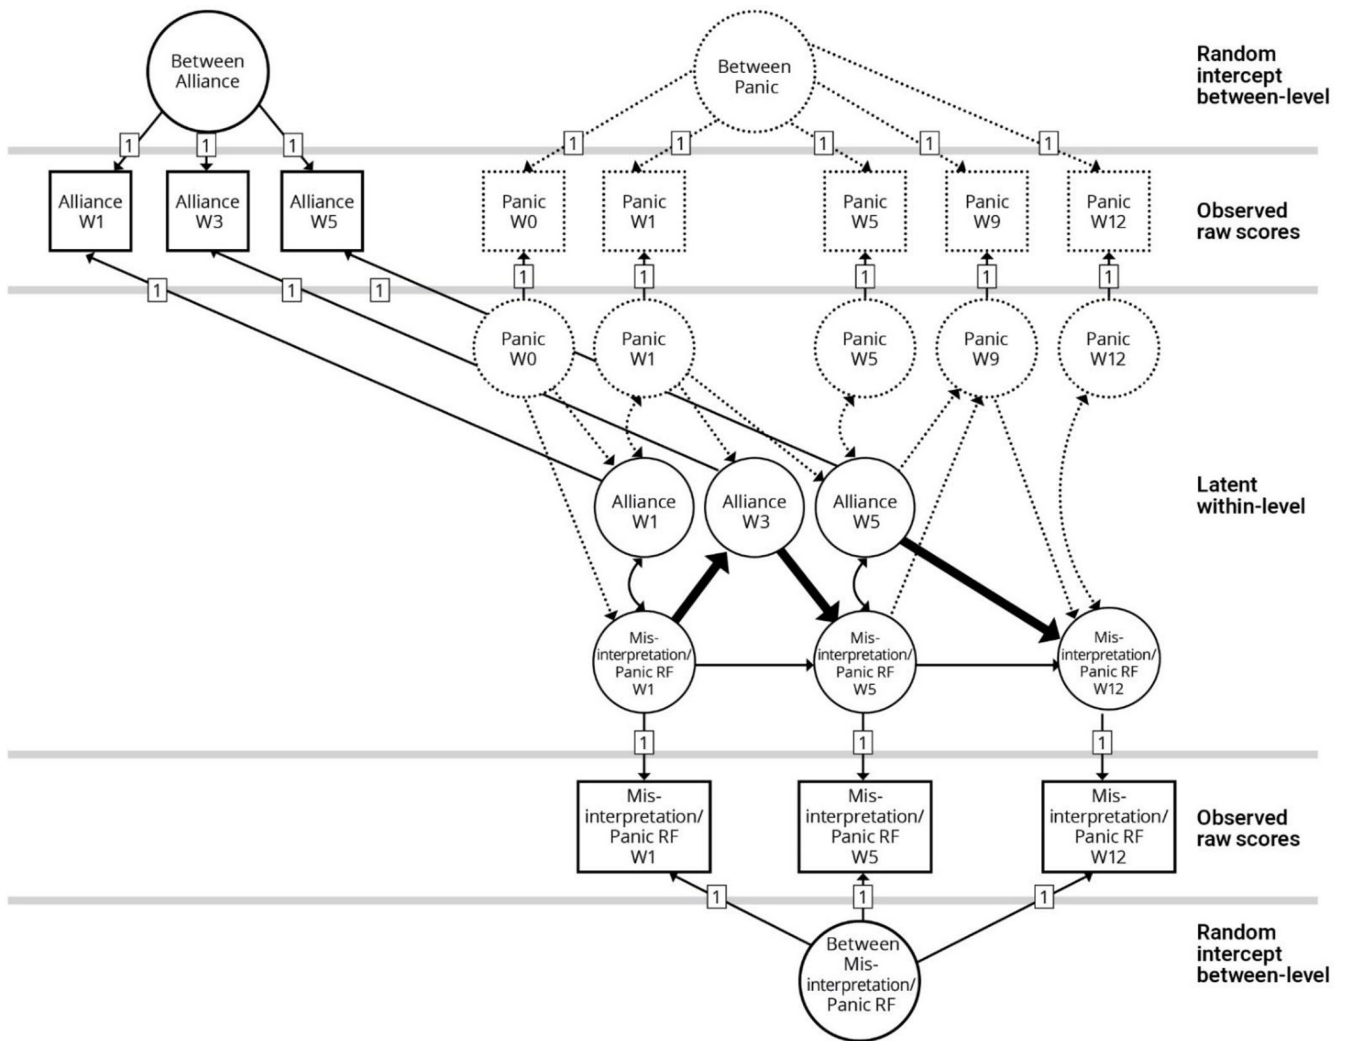 Between
Alliance
Between
Panic
Random
intercept
between-level
1
1
1
1
1
1
1
1
Alliance
W1
Alliance
W3
Alliance
W5
Panic
W0
Panic
W1
Panic
W5
Panic
W9
Panic
W12
Observed
raw scores
1
1
1
1
1
1
1
1
Panic
W0
Panic
W1
Panic
W5
Panic
W9
Panic
W12
Alliance
W1
Alliance
W3
Alliance
W5
Latent
within-level
Mis-
interpretation/
Panic RF
W1
Mis-
interpretation/
Panic RF
W5
Mis-
interpretation/
Panic RF
W12
1
1
1
Mis-
interpretation/
Panic RF
W1
Mis-
interpretation/
Panic RF
W5
Mis-
interpretation/
Panic RF
W12
Observed
raw scores
1
1
1
Between
Mis-
interpretation/
Panic RF
Random
intercept
between-level